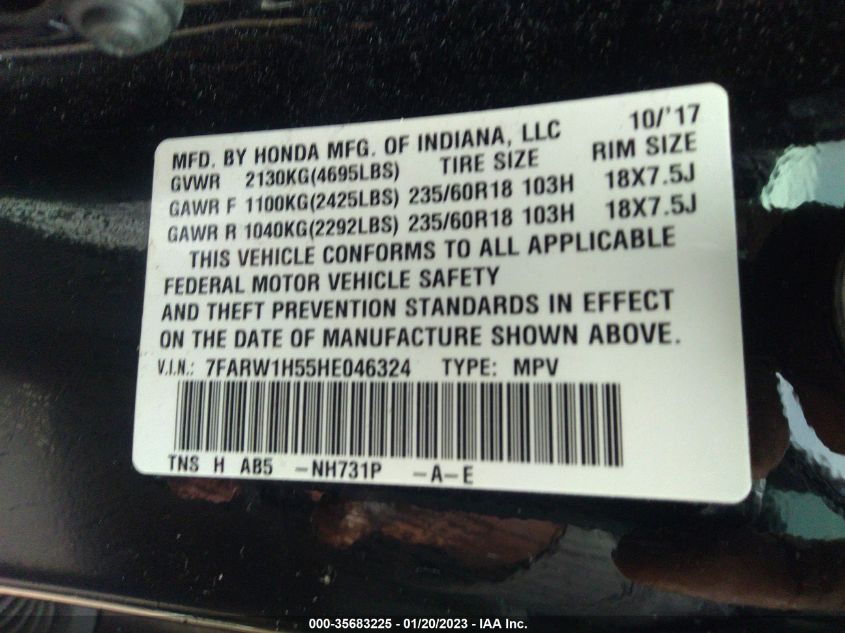 MFD. BY HONDA MFG. OF INDIANA, LLC 10/'17
GVWR 2130KG(4695LBS) TIRE SIZE RIM SIZE
GAWR F 1100KG(2425LBS) 235/60R18 103H 18X7.5J
GAWR R 1040KG(2292LBS) 235/60R18 103H 18X7.5J
THIS VEHICLE CONFORMS TO ALL APPLICABLE
FEDERAL MOTOR VEHICLE SAFETY
AND THEFT PREVENTION STANDARDS IN EFFECT
ON THE DATE OF MANUFACTURE SHOWN ABOVE.
V.I.N.: 7FARW1H55HE046324 TYPE: MPV
TNS H AB5 -NH731P -A-E
000-35683225 - 01/20/2023 - IAA Inc.